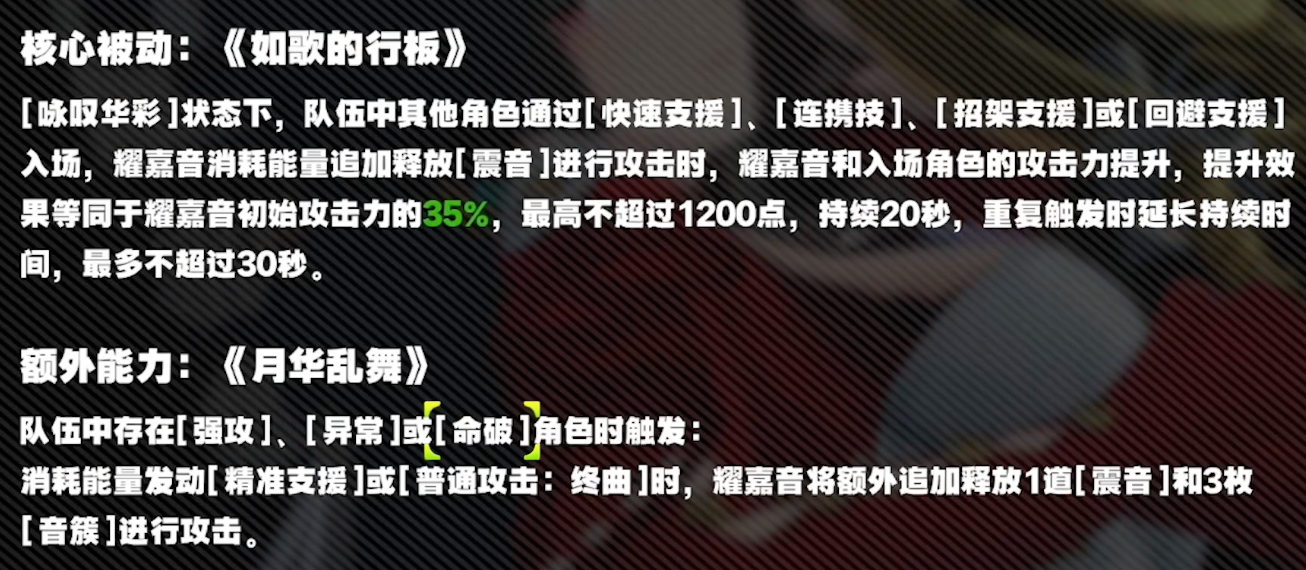 核心被动：《如歌的行板》
[咏叹华彩]状态下，队伍中其他角色通过[快速支援]、[连携技]、[招架支援]或[回避支援]
入场，耀嘉音消耗能量追加释放[震音]进行攻击时，耀嘉音和入场角色的攻击力提升，提升效
果等同于耀嘉音初始攻击力的35%，最高不超过1200点，持续20秒，重复触发时延长持续时
间，最多不超过30秒。
额外能力：《月华乱舞》
队伍中存在[强攻]、[异常]或[命破]角色时触发：
消耗能量发动[精准支援]或[普通攻击：终曲]时，耀嘉音将额外追加释放1道[震音]和3枚
[音簇]进行攻击。